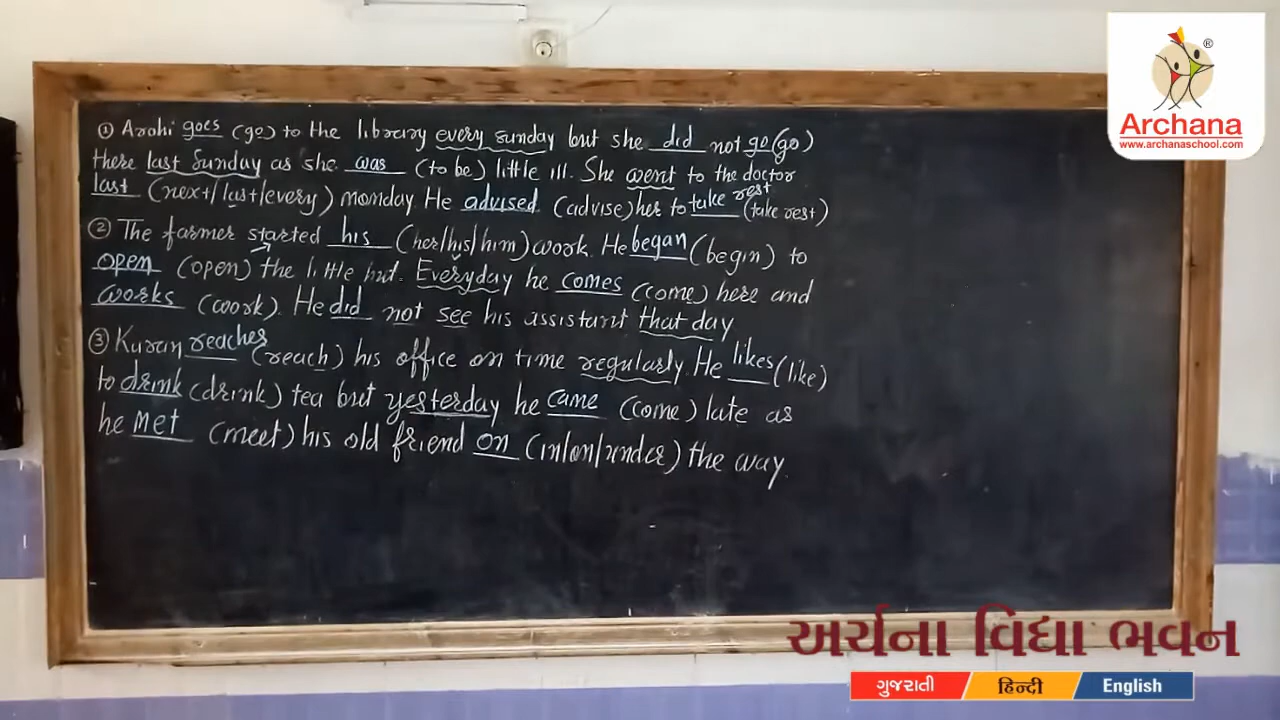 ① Arohi goes (go) to the library every sunday but she did not go (go)
there last Sunday as she was (to be) little ill. She went to the doctor
last (next/last/every) monday. He advised (advise) her to take rest (take rest)
② The farmer started his (her/his/him) work. He began (begin) to
open (open) the little hut. Everyday he comes (come) here and
works (work). He did not see his assistant that day
③ Karan reaches (reach) his office on time regularly. He likes (like)
to drink (drink) tea but yesterday he came (come) late as
he met (meet) his old friend on (in/on/under) the way.
®
Archana
www.archanaschool.com
અર્ચના વિદ્યા ભવન
ગુજરાતી हिन्दी English